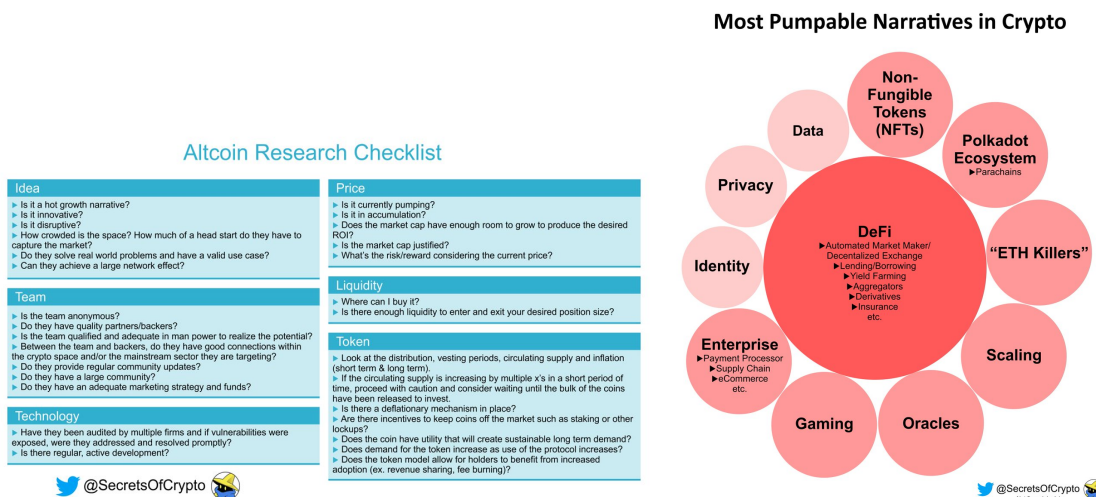 Altcoin Research Checklist
Idea
▶ Is it a hot growth narrative?
▶ Is it innovative?
▶ Is it disruptive?
▶ How crowded is the space? How much of a head start do they have to
capture the market?
▶ Do they solve real world problems and have a valid use case?
▶ Can they achieve a large network effect?
Team
▶ Is the team anonymous?
▶ Do they have quality partners/backers?
▶ Is the team qualified and adequate in man power to realize the potential?
▶ Between the team and backers, do they have good connections within
the crypto space and/or the mainstream sector they are targeting?
▶ Do they provide regular community updates?
▶ Do they have a large community?
▶ Do they have an adequate marketing strategy and funds?
Technology
▶ Have they been audited by multiple firms and if vulnerabilities were
exposed, were they addressed and resolved promptly?
▶ Is there regular, active development?
Price
▶ Is it currently pumping?
▶ Is it in accumulation?
▶ Does the market cap have enough room to grow to produce the desired
ROI?
▶ Is the market cap justified?
▶ What's the risk/reward considering the current price?
Liquidity
▶ Where can I buy it?
▶ Is there enough liquidity to enter and exit your desired position size?
Token
▶ Look at the distribution, vesting periods, circulating supply and inflation
(short term & long term).
▶ If the circulating supply is increasing by multiple x's in a short period of
time, proceed with caution and consider waiting until the bulk of the coins
have been released to invest.
▶ Is there a deflationary mechanism in place?
▶ Are there incentives to keep coins off the market such as staking or other
lockups?
▶ Does the coin have utility that will create sustainable long term demand?
▶ Does demand for the token increase as use of the protocol increases?
▶ Does the token model allow for holders to benefit from increased
adoption (ex. revenue sharing, fee burning)?
@SecretsOfCrypto
Most Pumpable Narratives in Crypto
Non-
Fungible
Tokens
(NFTs)
Polkadot
Ecosystem
▶Parachains
"ETH Killers"
Scaling
Oracles
Gaming
Enterprise
▶Payment Processor
▶Supply Chain
▶eCommerce
etc.
Identity
Privacy
Data
DeFi
▶Automated Market Maker/
Decentalized Exchange
▶Lending/Borrowing
▶Yield Farming
▶Aggregators
▶Derivatives
▶Insurance
etc.
@SecretsOfCrypto